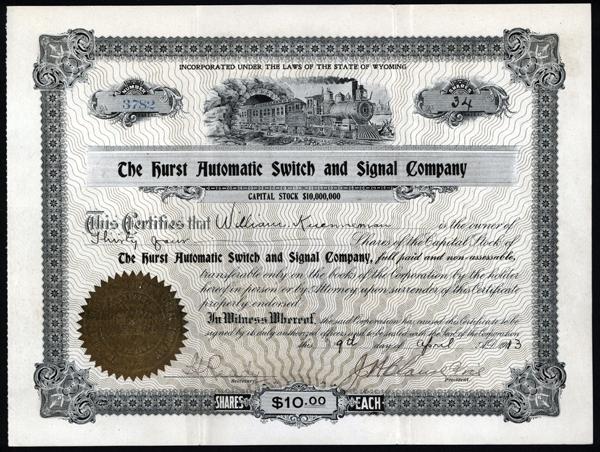 INCORPORATED UNDER THE LAWS OF THE STATE OF WYOMING
NUMBER
3782
SHARES
34
The Hurst Automatic Switch and Signal Company
CAPITAL STOCK $10,000,000
This Certifies that William Kuenneman is the owner of
Thirty four Shares of the Capital Stock of
The Hurst Automatic Switch and Signal Company, full paid and non-assessable,
transferable only on the books of the Corporation by the holder
hereof in person or by Attorney upon surrender of this Certificate
properly endorsed.
In Witness Whereof, the said Corporation has caused this Certificate to be
signed by its duly authorized officers and to be sealed with the Seal of the Corporation
this 9th day of April A.D. 1913
Secretary President
SHARES $10.00 EACH